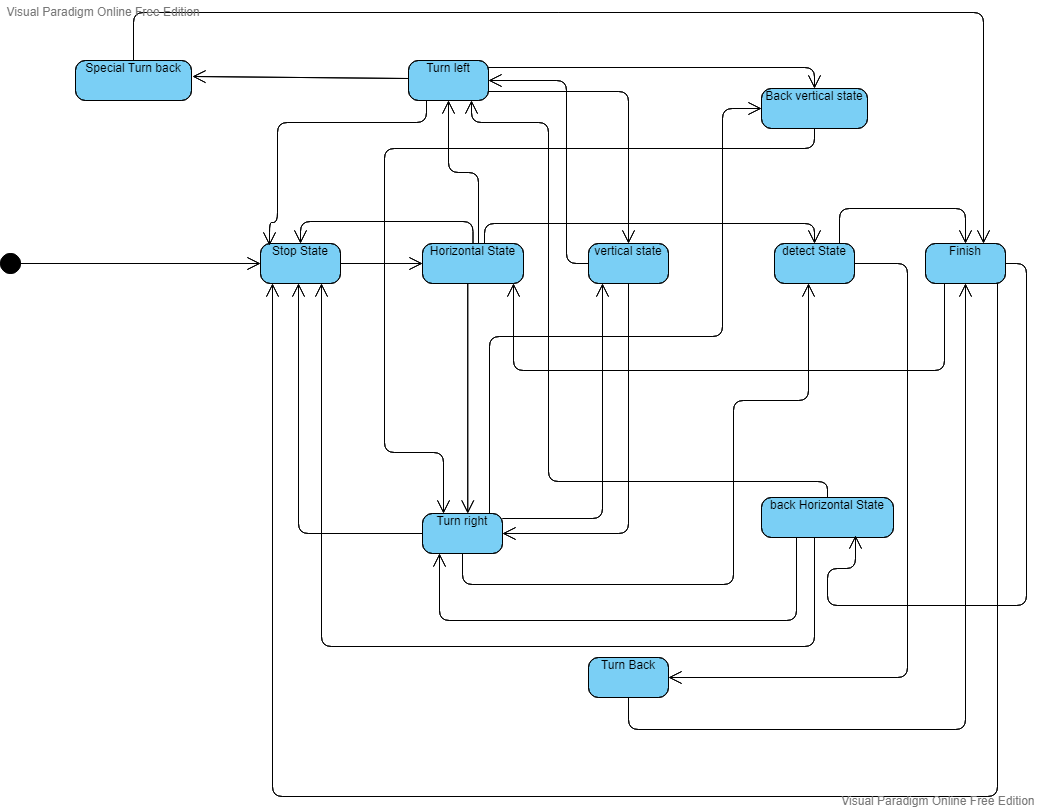 Visual Paradigm Online Free Edition
Special Turn back
Turn left
Back vertical state
Stop State
Horizontal State
vertical state
detect State
Finish
back Horizontal State
Turn right
Turn Back
Visual Paradigm Online Free Edition